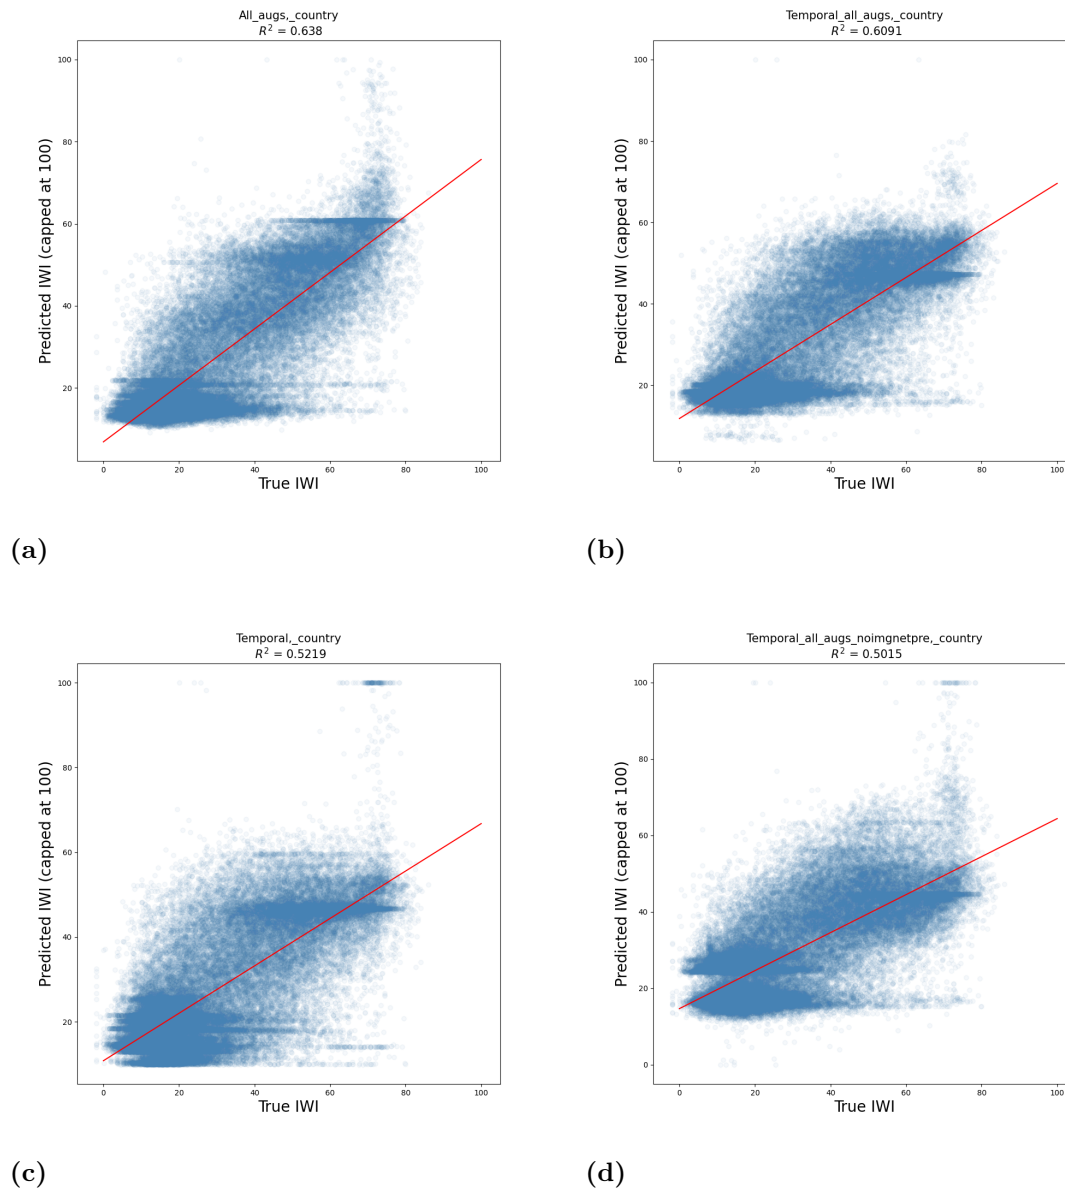 All_augs,_country
R² = 0.638
100
80
60
40
20
Predicted IWI (capped at 100)
0 20 40 60 80 100
True IWI
(a)
Temporal_all_augs,_country
R² = 0.6091
100
80
60
40
20
Predicted IWI (capped at 100)
0 20 40 60 80 100
True IWI
(b)
Temporal,_country
R² = 0.5219
100
80
60
40
20
Predicted IWI (capped at 100)
0 20 40 60 80 100
True IWI
(c)
Temporal_all_augs_noimgnetpre,_country
R² = 0.5015
100
80
60
40
20
0
Predicted IWI (capped at 100)
0 20 40 60 80 100
True IWI
(d)